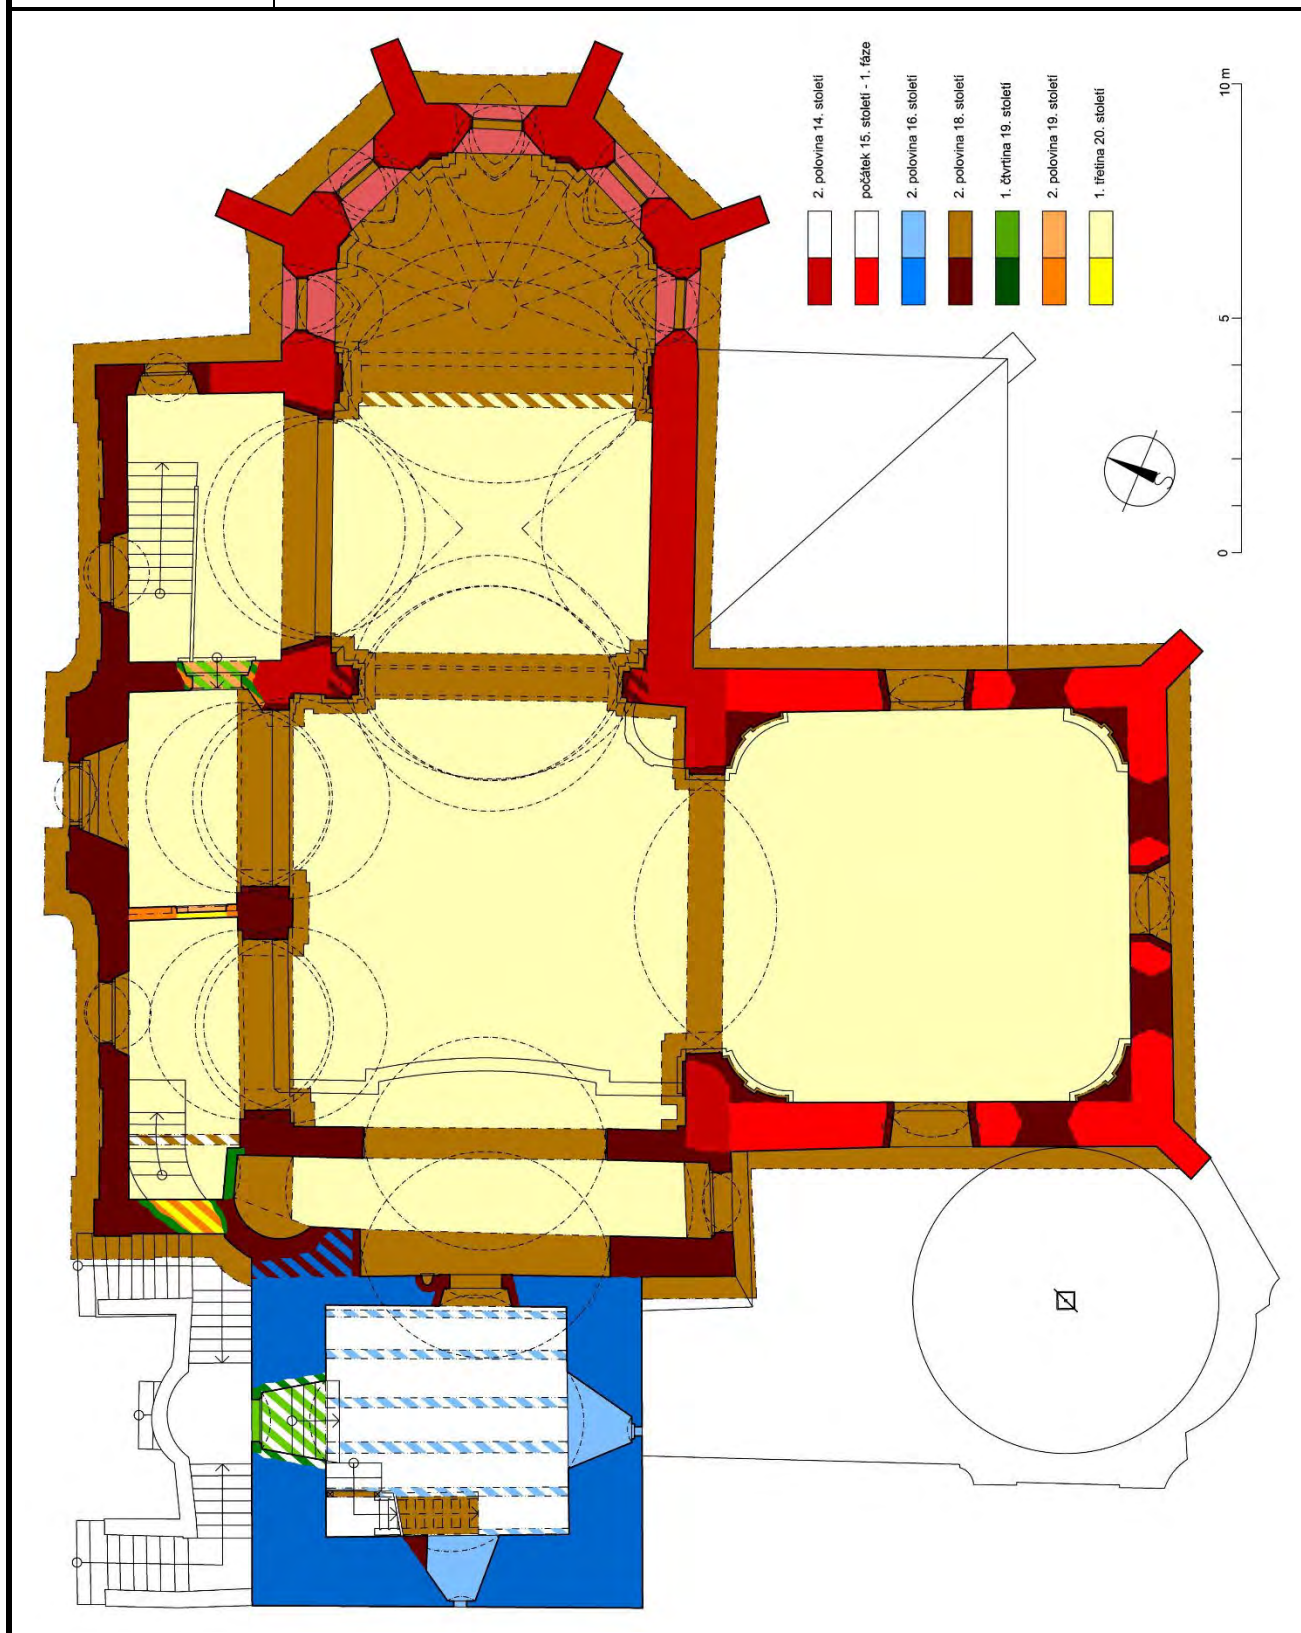 2. polovina 14. století
počátek 15. století - 1. fáze
2. polovina 16. století
2. polovina 18. století
1. čtvrtina 19. století
2. polovina 19. století
1. třetina 20. století
0
5
10 m
S